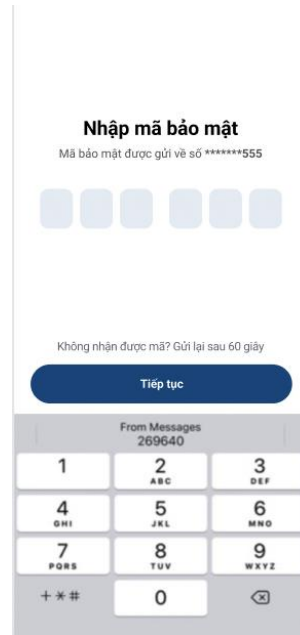 Nhập mã bảo mật
Mã bảo mật được gửi về số *******555
Không nhận được mã? Gửi lại sau 60 giây
Tiếp tục
From Messages
269640
1 2 3
ABC DEF
4 5 6
GHI JKL MNO
7 8 9
PQRS TUV WXYZ
+ * # 0